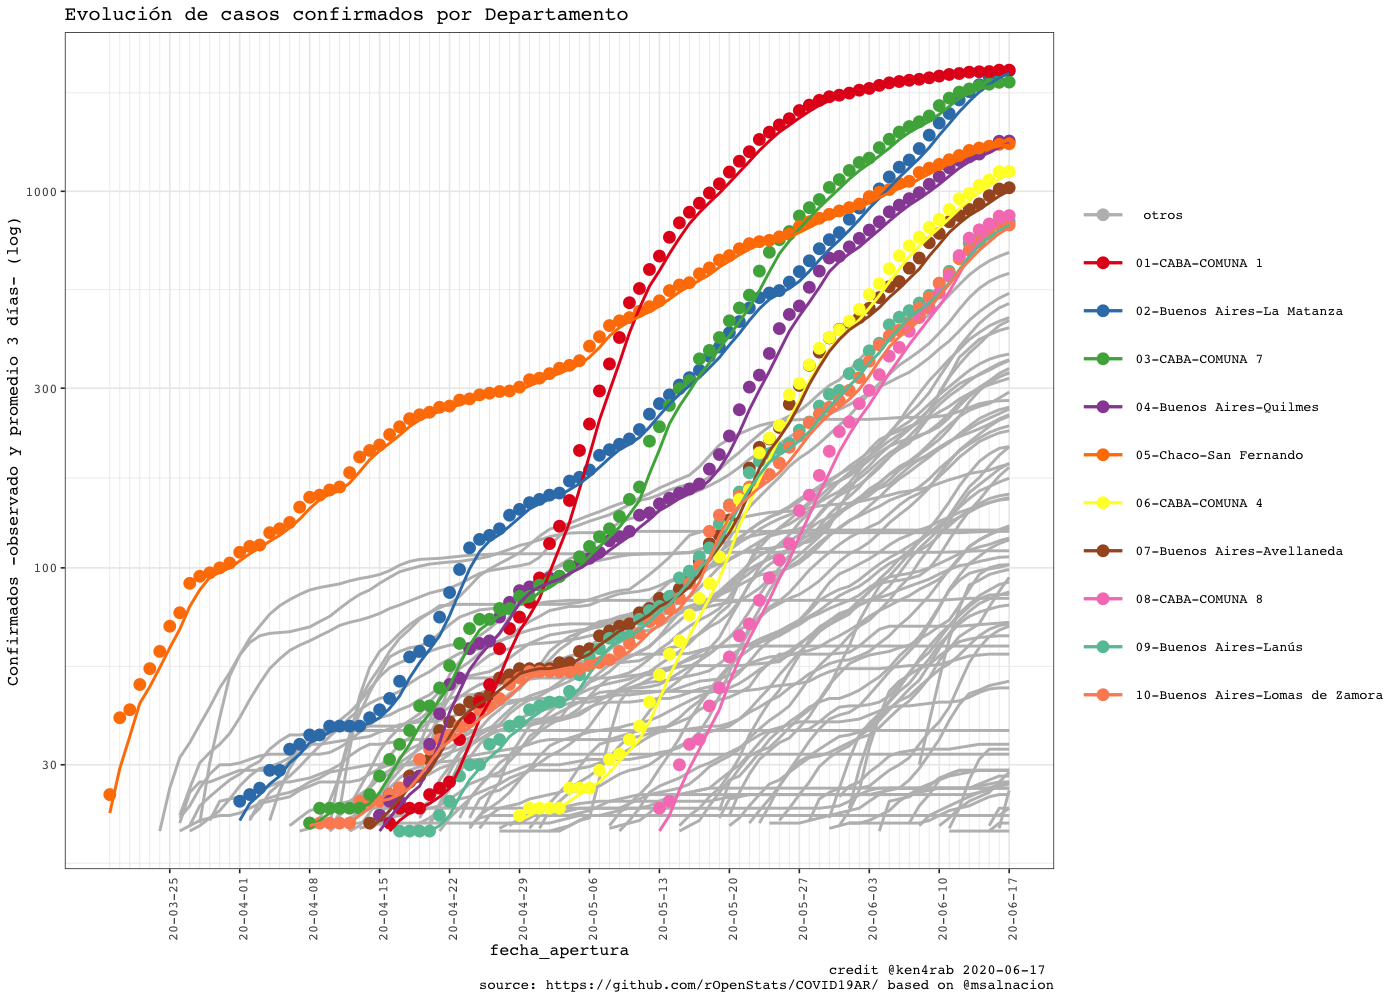 Evolución de casos confirmados por Departamento
Confirmados -observado y promedio 3 días- (log)
1000
300
100
30
20-03-25
20-04-01
20-04-08
20-04-15
20-04-22
20-04-29
20-05-06
20-05-13
20-05-20
20-05-27
20-06-03
20-06-10
20-06-17
fecha_apertura
otros
01-CABA-COMUNA 1
02-Buenos Aires-La Matanza
03-CABA-COMUNA 7
04-Buenos Aires-Quilmes
05-Chaco-San Fernando
06-CABA-COMUNA 4
07-Buenos Aires-Avellaneda
08-CABA-COMUNA 8
09-Buenos Aires-Lanús
10-Buenos Aires-Lomas de Zamora
credit @ken4rab 2020-06-17
source: https://github.com/rOpenStats/COVID19AR/ based on @msalnacion